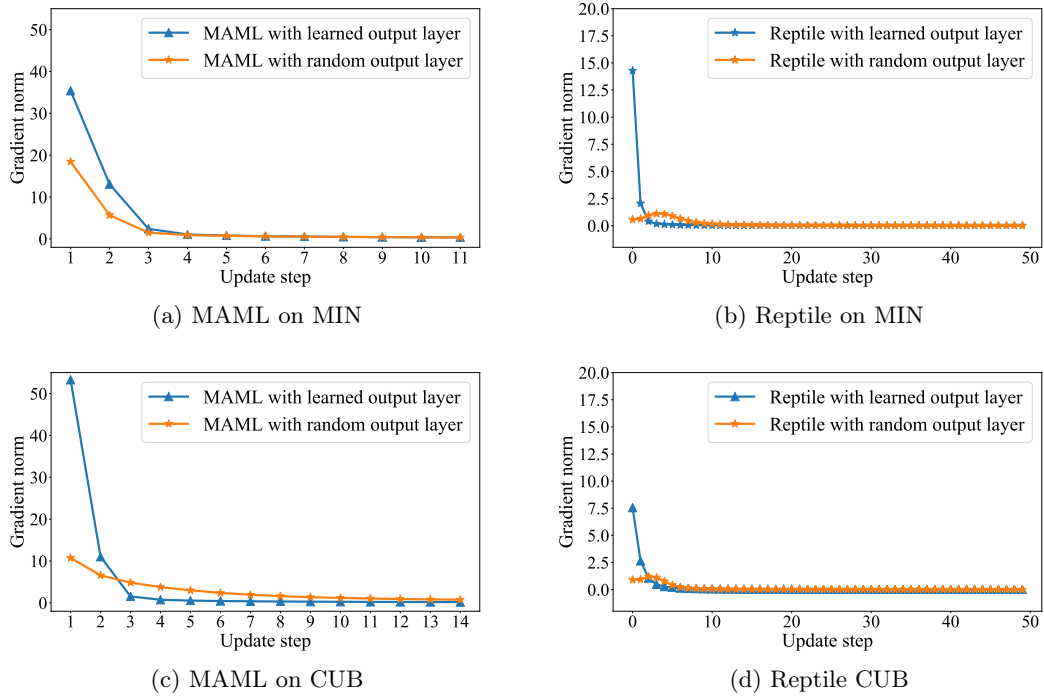 MAML with learned output layer
MAML with random output layer
Gradient norm
50
40
30
20
10
0
1 2 3 4 5 6 7 8 9 10 11
Update step
(a) MAML on MIN
Reptile with learned output layer
Reptile with random output layer
Gradient norm
20.0
17.5
15.0
12.5
10.0
7.5
5.0
2.5
0.0
0 10 20 30 40 50
Update step
(b) Reptile on MIN
MAML with learned output layer
MAML with random output layer
Gradient norm
50
40
30
20
10
0
1 2 3 4 5 6 7 8 9 10 11 12 13 14
Update step
(c) MAML on CUB
Reptile with learned output layer
Reptile with random output layer
Gradient norm
20.0
17.5
15.0
12.5
10.0
7.5
5.0
2.5
0.0
0 10 20 30 40 50
Update step
(d) Reptile CUB